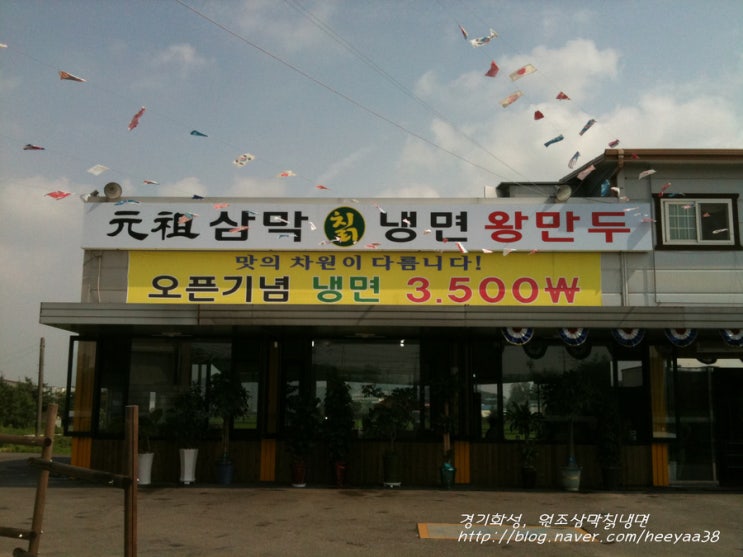 元祖 삼막 칡 냉면 왕만두
맛의 차원이 다릅니다!
오픈기념 냉면 3.500₩
경기화성, 원조삼막칡냉면
http://blog.naver.com/heeyaa38